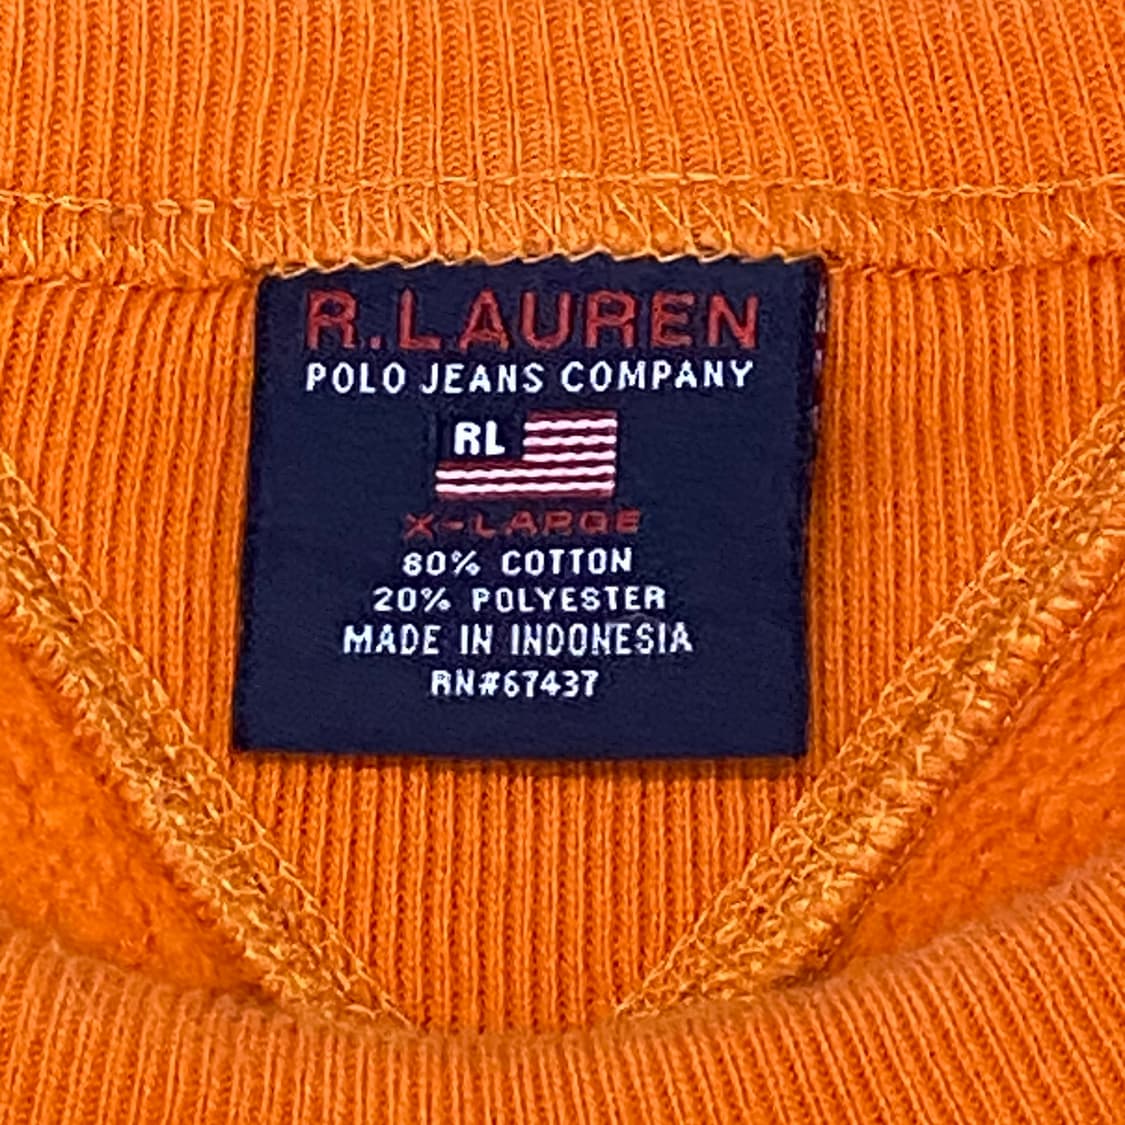 R.LAUREN
POLO JEANS COMPANY
RL
X-LARGE
80% COTTON
20% POLYESTER
MADE IN INDONESIA
RN#67437